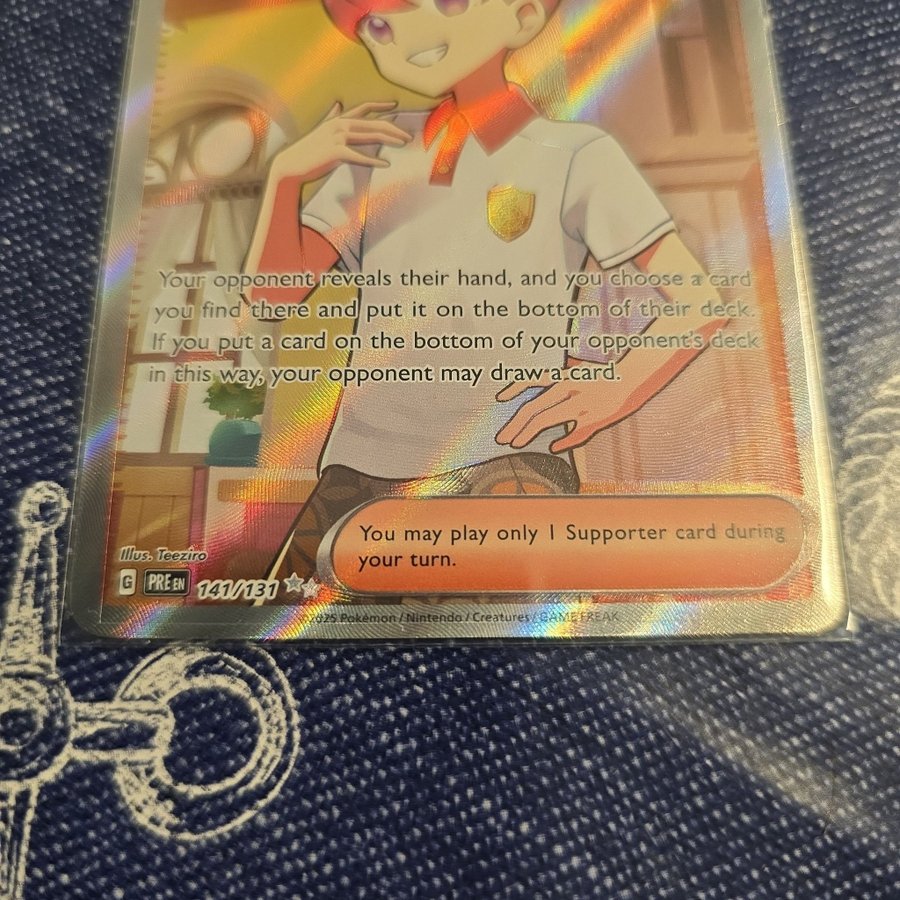 Your opponent reveals their hand, and you choose a card
you find there and put it on the bottom of their deck.
If you put a card on the bottom of your opponent's deck
in this way, your opponent may draw a card.
You may play only 1 Supporter card during
your turn.
Illus. Teeziro
G PRE EN 141/131
©2025 Pokémon / Nintendo / Creatures / GAME FREAK